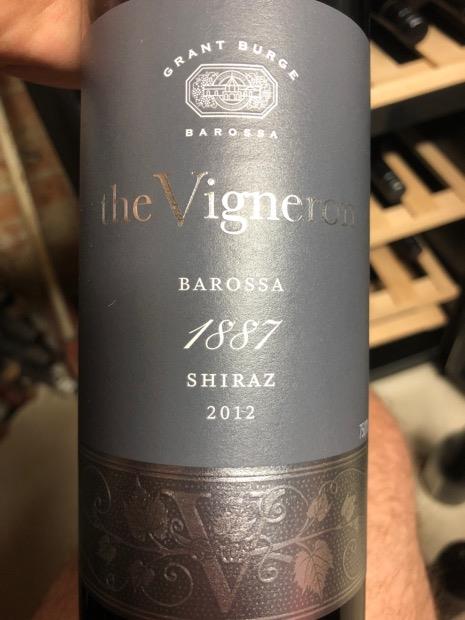 GRANT BURGE
BAROSSA
the Vigneron
BAROSSA
1887
SHIRAZ
2012
V